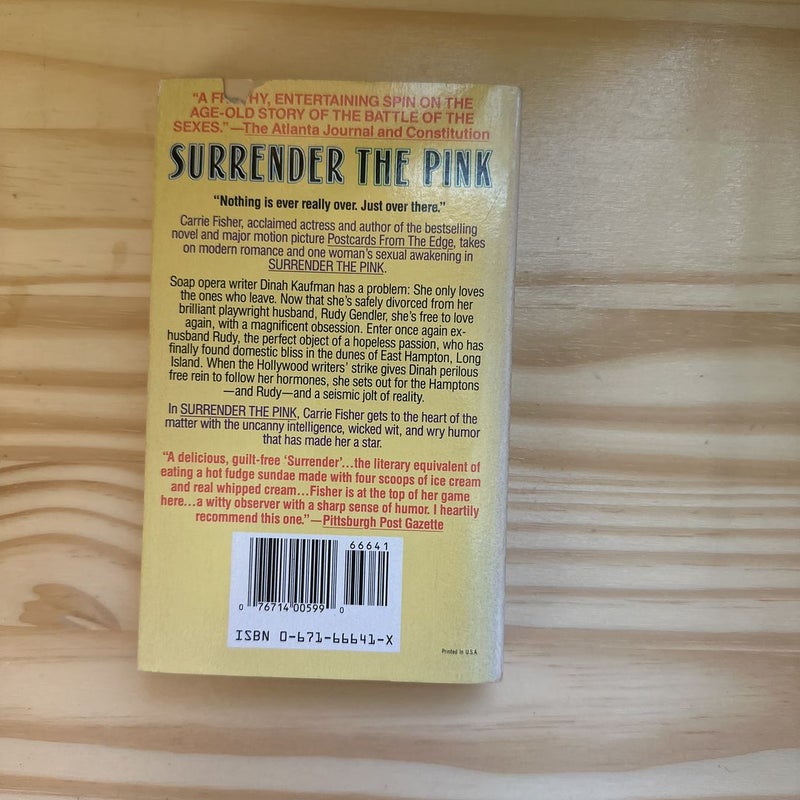 "A HY, ENTERTAINING SPIN ON THE
AGE-OLD STORY OF THE BATTLE OF THE
SEXES."—The Atlanta Journal and Constitution
SURRENDER THE PINK
"Nothing is ever really over. Just over there."
Carrie Fisher, acclaimed actress and author of the bestselling
novel and major motion picture Postcards From The Edge, takes
on modern romance and one woman's sexual awakening in
SURRENDER THE PINK.
Soap opera writer Dinah Kaufman has a problem: She only loves
the ones who leave. Now that she's safely divorced from her
brilliant playwright husband, Rudy Gendler, she's free to love
again, with a magnificent obsession. Enter once again ex-
husband Rudy, the perfect object of a hopeless passion, who has
finally found domestic bliss in the dunes of East Hampton, Long
Island. When the Hollywood writers' strike gives Dinah perilous
free rein to follow her hormones, she sets out for the Hamptons
—and Rudy—and a seismic jolt of reality.
In SURRENDER THE PINK, Carrie Fisher gets to the heart of the
matter with the uncanny intelligence, wicked wit, and wry humor
that has made her a star.
"A delicious, guilt-free 'Surrender'...the literary equivalent of
eating a hot fudge sundae made with four scoops of ice cream
and real whipped cream...Fisher is at the top of her game
here...a witty observer with a sharp sense of humor. I heartily
recommend this one."—Pittsburgh Post Gazette
66641
0 76714 00599 0
ISBN 0-671-66641-X
Printed in U.S.A.